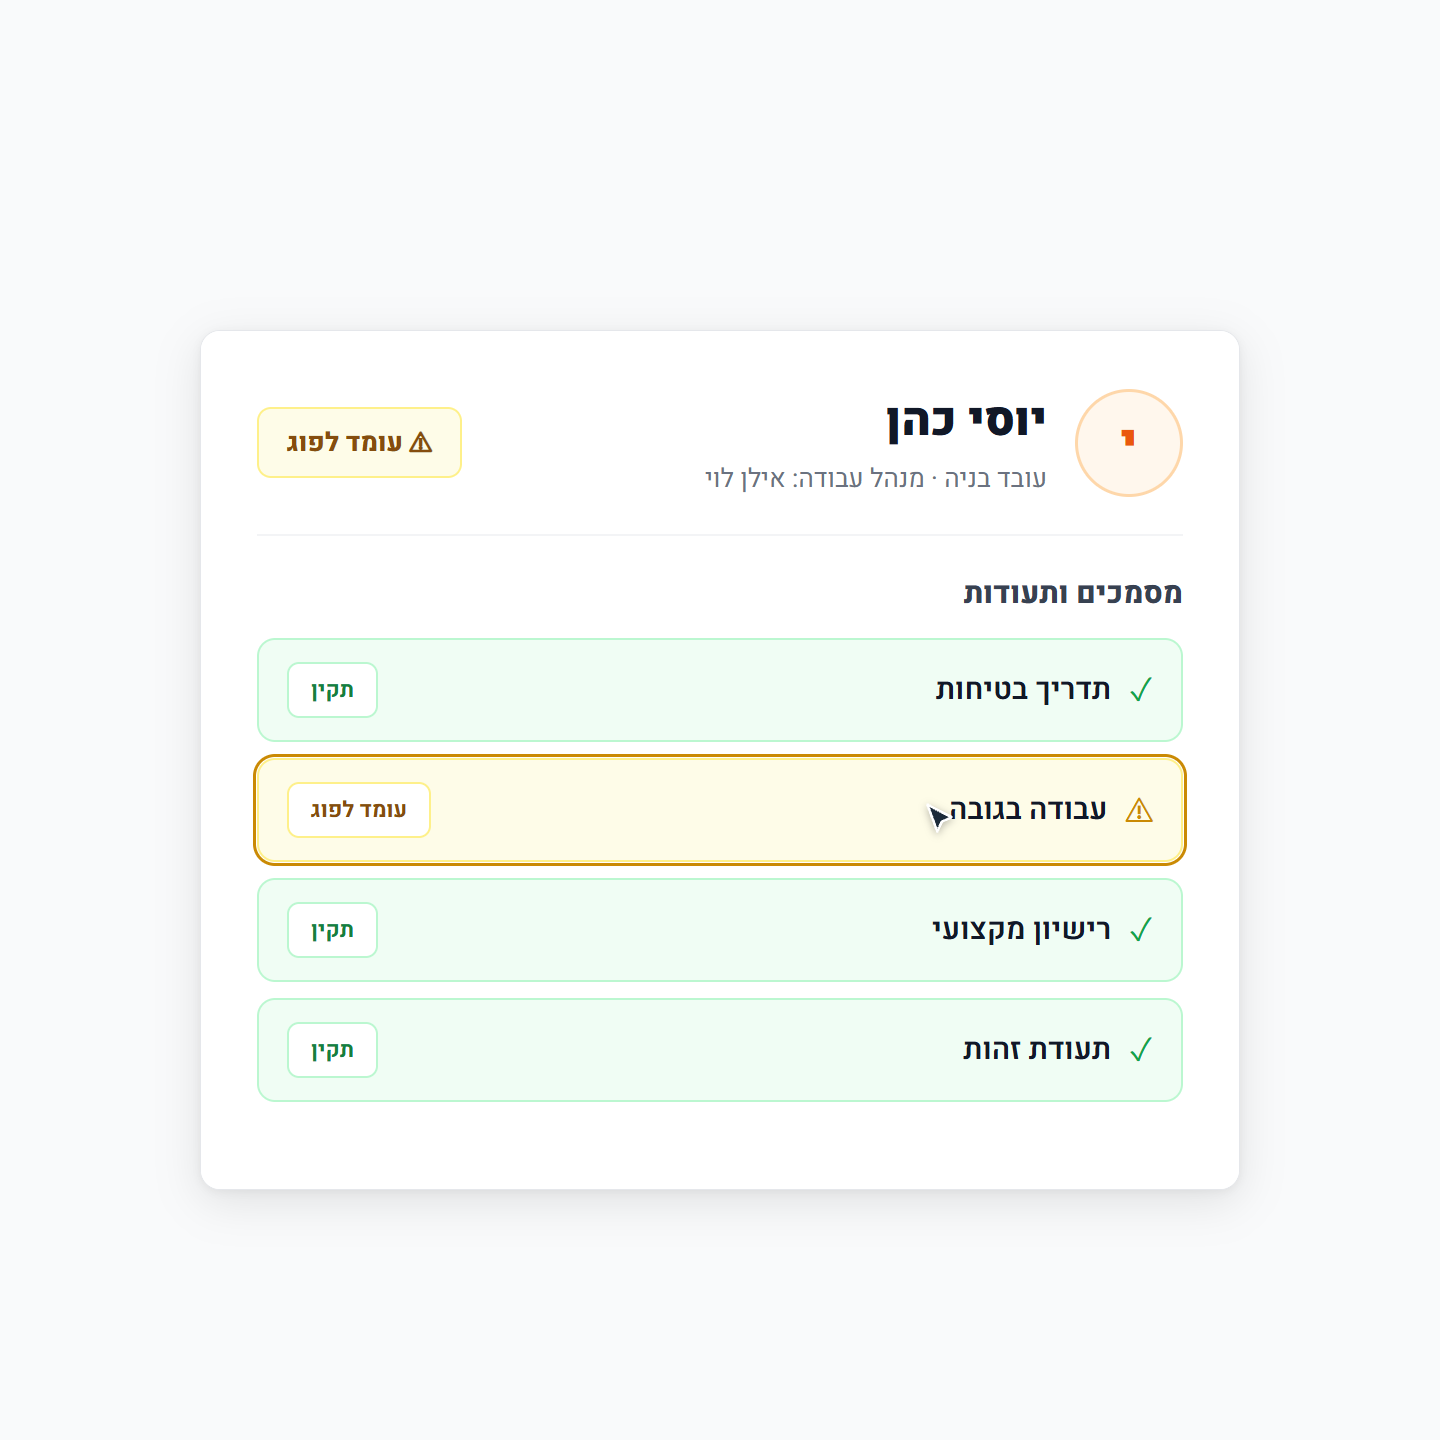 י
יוסי כהן
עובד בניה · מנהל עבודה: אילן לוי
⚠ עומד לפוג
מסמכים ותעודות
✓ תדריך בטיחות תקין
⚠ עבודה בגובה עומד לפוג
✓ רישיון מקצועי תקין
✓ תעודת זהות תקין